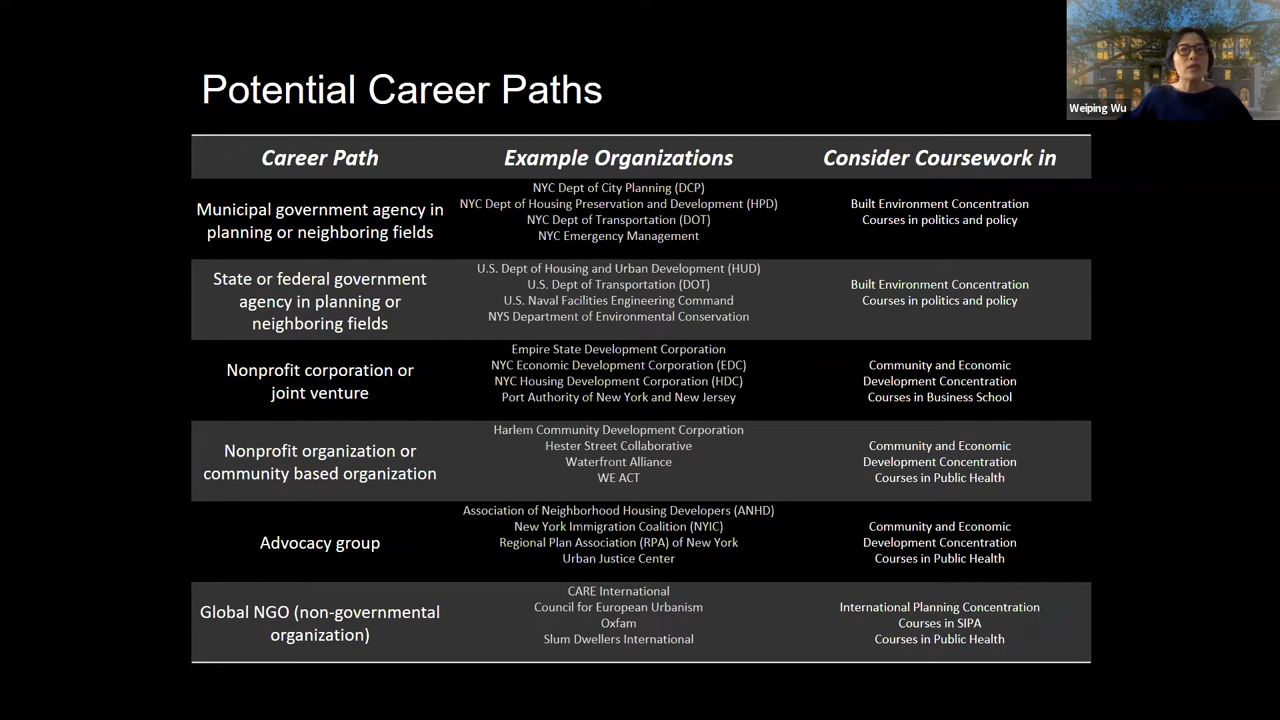 Potential Career Paths
Weiping Wu
Career Path
Example Organizations
Consider Coursework in
Municipal government agency in
planning or neighboring fields
NYC Dept of City Planning (DCP)
NYC Dept of Housing Preservation and Development (HPD)
NYC Dept of Transportation (DOT)
NYC Emergency Management
Built Environment Concentration
Courses in politics and policy
State or federal government
agency in planning or
neighboring fields
U.S. Dept of Housing and Urban Development (HUD)
U.S. Dept of Transportation (DOT)
U.S. Naval Facilities Engineering Command
NYS Department of Environmental Conservation
Built Environment Concentration
Courses in politics and policy
Nonprofit corporation or
joint venture
Empire State Development Corporation
NYC Economic Development Corporation (EDC)
NYC Housing Development Corporation (HDC)
Port Authority of New York and New Jersey
Community and Economic
Development Concentration
Courses in Business School
Nonprofit organization or
community based organization
Harlem Community Development Corporation
Hester Street Collaborative
Waterfront Alliance
WE ACT
Community and Economic
Development Concentration
Courses in Public Health
Advocacy group
Association of Neighborhood Housing Developers (ANHD)
New York Immigration Coalition (NYIC)
Regional Plan Association (RPA) of New York
Urban Justice Center
Community and Economic
Development Concentration
Courses in Public Health
Global NGO (non-governmental
organization)
CARE International
Council for European Urbanism
Oxfam
Slum Dwellers International
International Planning Concentration
Courses in SIPA
Courses in Public Health